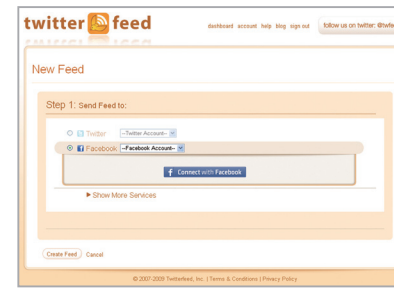 twitter feed
dashboard account help blog sign out
follow us on twitter: @twitte
New Feed
Step 1: Send Feed to:
Twitter --Twitter Account--
Facebook --Facebook Account--
f Connect with Facebook
Show More Services
Create Feed Cancel
© 2007-2009 Twitterfeed, Inc. | Terms & Conditions | Privacy Policy